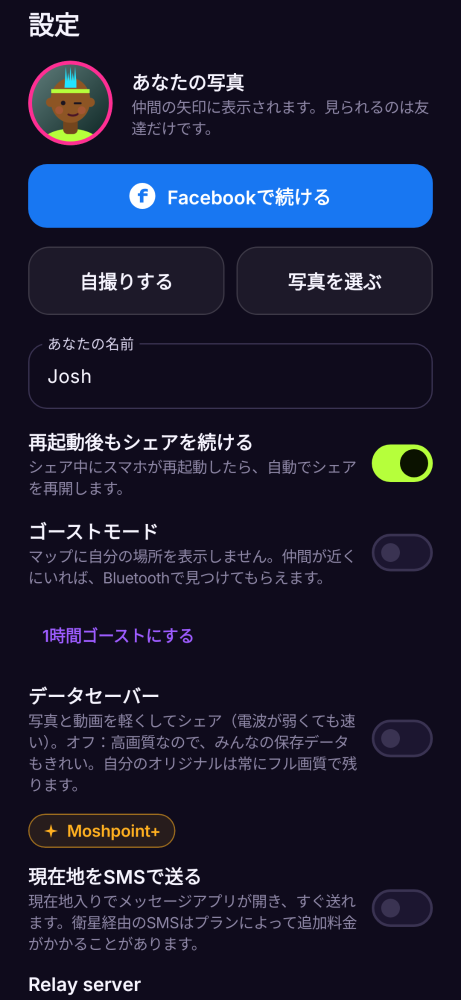 設定
あなたの写真
仲間の矢印に表示されます。見られるのは友
達だけです。
Facebookで続ける
自撮りする
写真を選ぶ
あなたの名前
Josh
再起動後もシェアを続ける
シェア中にスマホが再起動したら、自動でシェア
を再開します。
ゴーストモード
マップに自分の場所を表示しません。仲間が近く
にいれば、Bluetoothで見つけてもらえます。
1時間ゴーストにする
データセーバー
写真と動画を軽くしてシェア（電波が弱くても速
い）。オフ：高画質なので、みんなの保存データ
もきれい。自分のオリジナルは常にフル画質で残
ります。
Moshpoint+
現在地をSMSで送る
現在地入りでメッセージアプリが開き、すぐ送れ
ます。衛星経由のSMSはプランによって追加料金
がかかることがあります。
Relay server